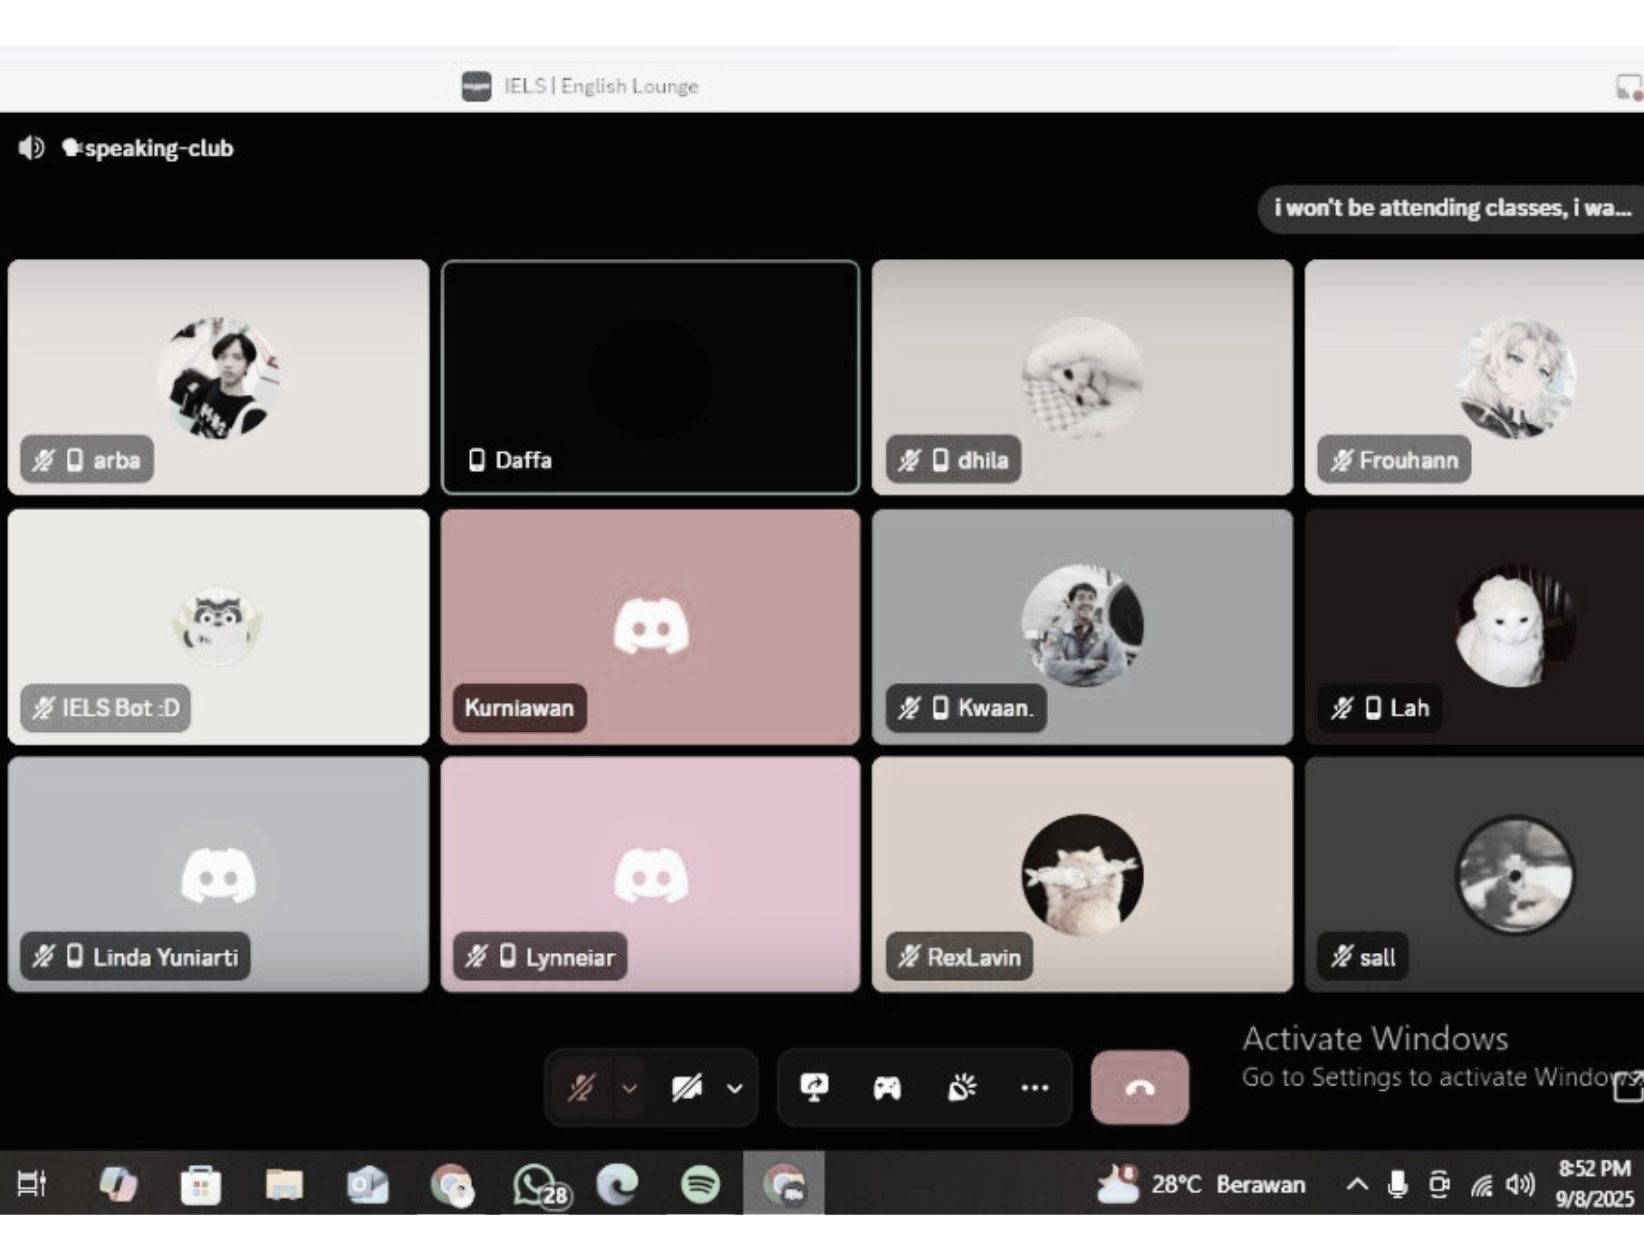 IELS | English Lounge
speaking-club
i won't be attending classes, i wa...
arba
Daffa
dhila
Frouhann
IELS Bot :D
Kurniawan
Kwaan.
Lah
Linda Yuniarti
Lynneiar
RexLavin
sall
Activate Windows
Go to Settings to activate Windows.
28
28°C Berawan
8:52 PM
9/8/2025